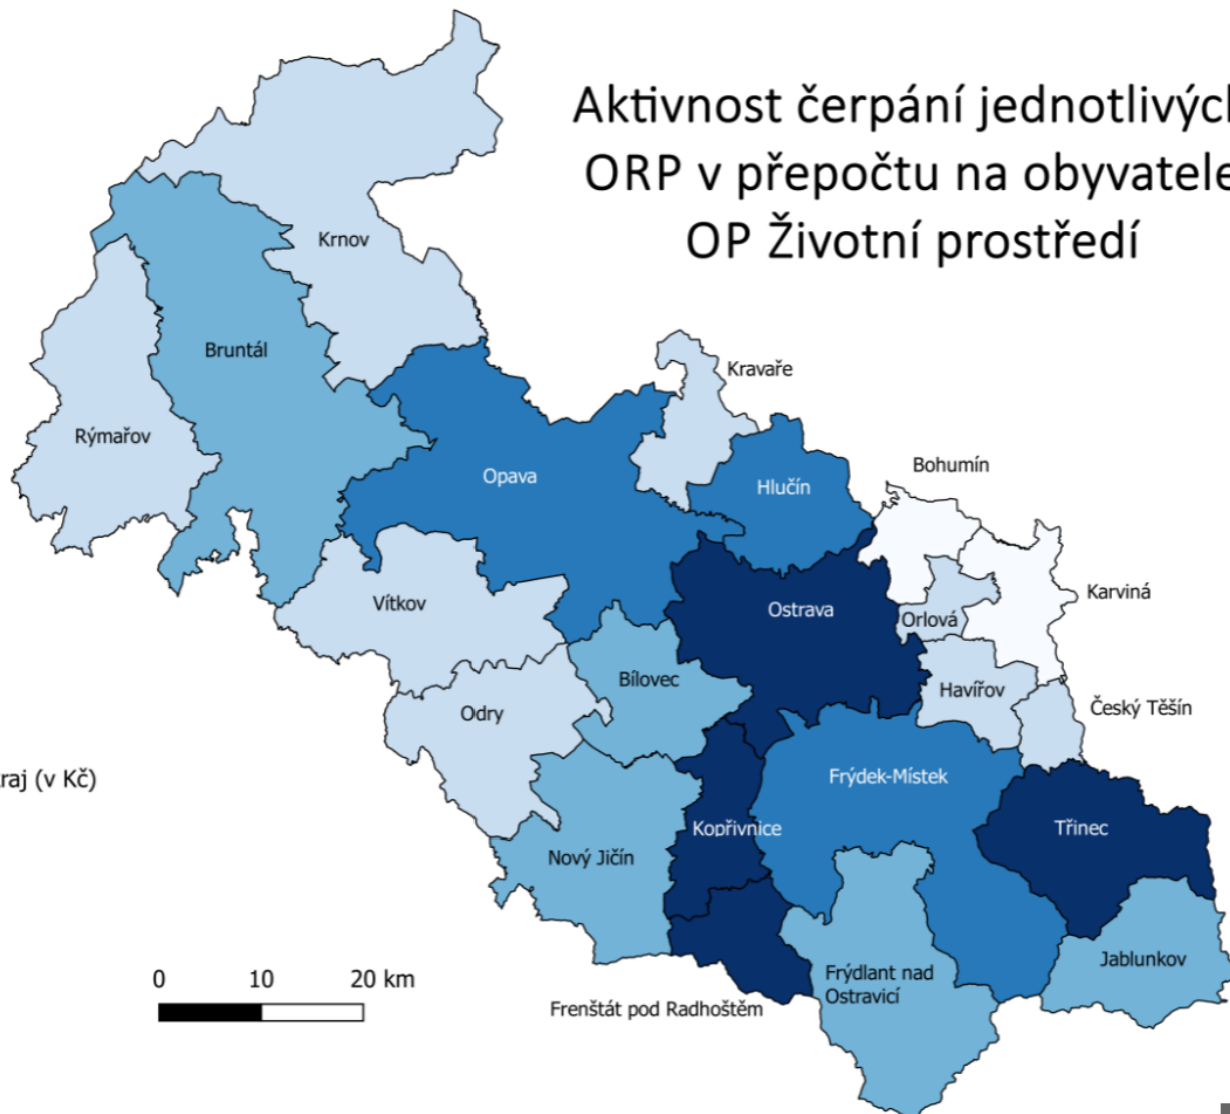 Aktivnost čerpání jednotlivých
ORP v přepočtu na obyvatele
OP Životní prostředí
Krnov
Bruntál
Kravaře
Rýmařov
Opava
Hlučín
Bohumín
Vítkov
Ostrava
Orlová
Karviná
Bílovec
Havířov
Český Těšín
Odry
raj (v Kč)
Frýdek-Místek
Kopřivnice
Třinec
Nový Jičín
Jablunkov
Frýdlant nad
Ostravicí
0 10 20 km
Frenštát pod Radhoštěm